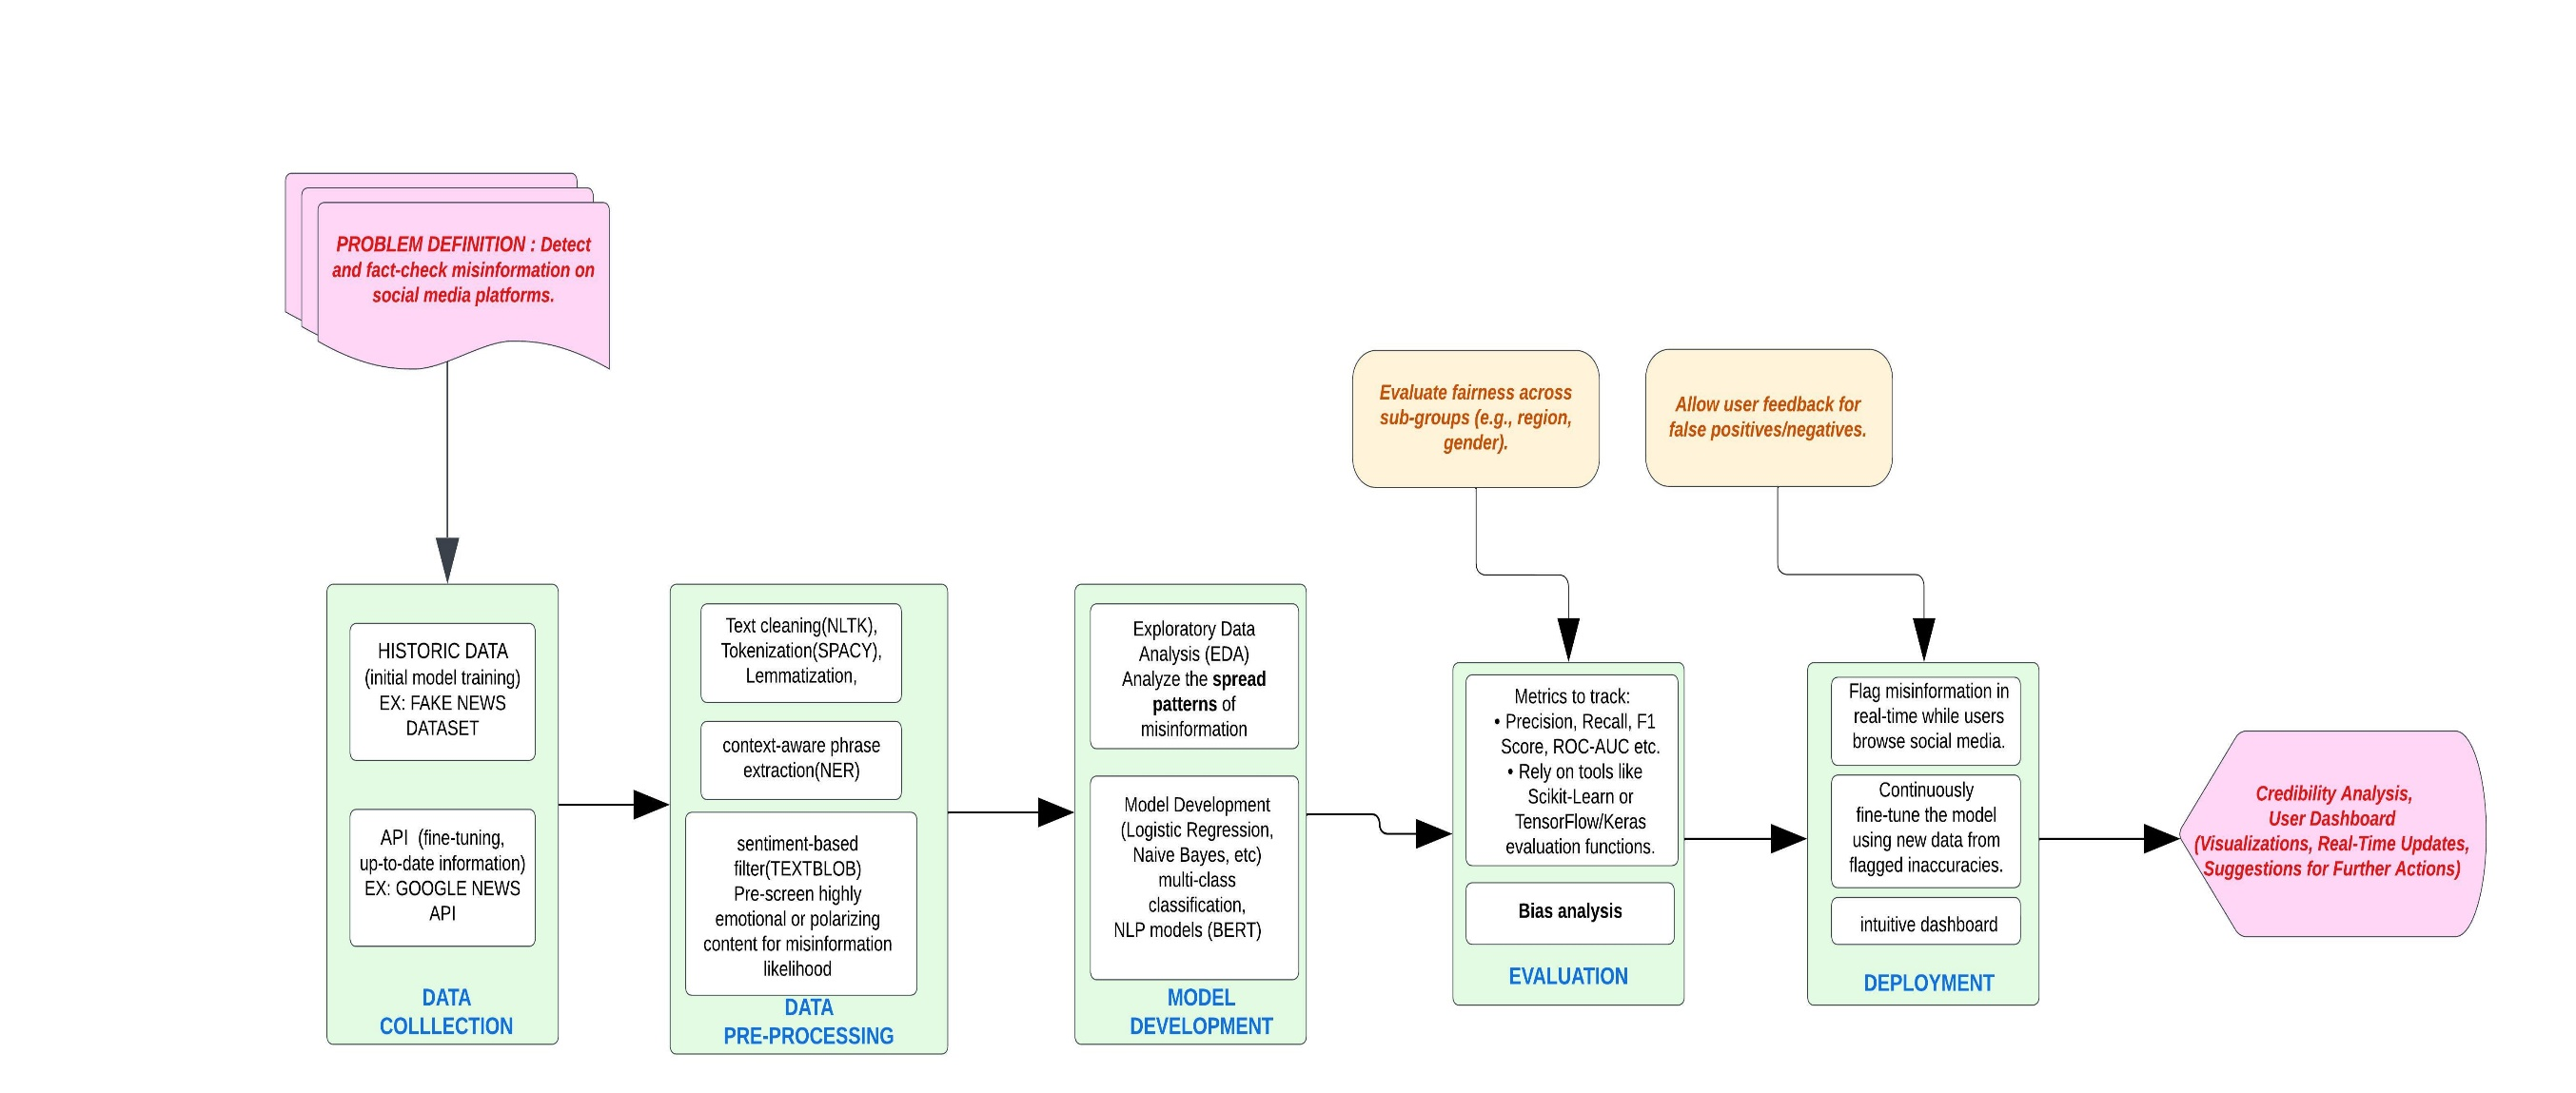 PROBLEM DEFINITION : Detect
and fact-check misinformation on
social media platforms.
Evaluate fairness across
sub-groups (e.g., region,
gender).
Allow user feedback for
false positives/negatives.
HISTORIC DATA
(initial model training)
EX: FAKE NEWS
DATASET
API  (fine-tuning,
up-to-date information)
EX: GOOGLE NEWS
API
DATA
COLLLECTION
Text cleaning(NLTK),
Tokenization(SPACY),
Lemmatization,
context-aware phrase
extraction(NER)
sentiment-based
filter(TEXTBLOB)
Pre-screen highly
emotional or polarizing
content for misinformation
likelihood
DATA
PRE-PROCESSING
Exploratory Data
Analysis (EDA)
Analyze the spread
patterns of
misinformation
Model Development
(Logistic Regression,
Naive Bayes, etc)
multi-class
classification,
NLP models (BERT)
MODEL
DEVELOPMENT
Metrics to track:
• Precision, Recall, F1
Score, ROC-AUC etc.
• Rely on tools like
Scikit-Learn or
TensorFlow/Keras
evaluation functions.
Bias analysis
EVALUATION
Flag misinformation in
real-time while users
browse social media.
Continuously
fine-tune the model
using new data from
flagged inaccuracies.
intuitive dashboard
DEPLOYMENT
Credibility Analysis,
User Dashboard
(Visualizations, Real-Time Updates,
Suggestions for Further Actions)